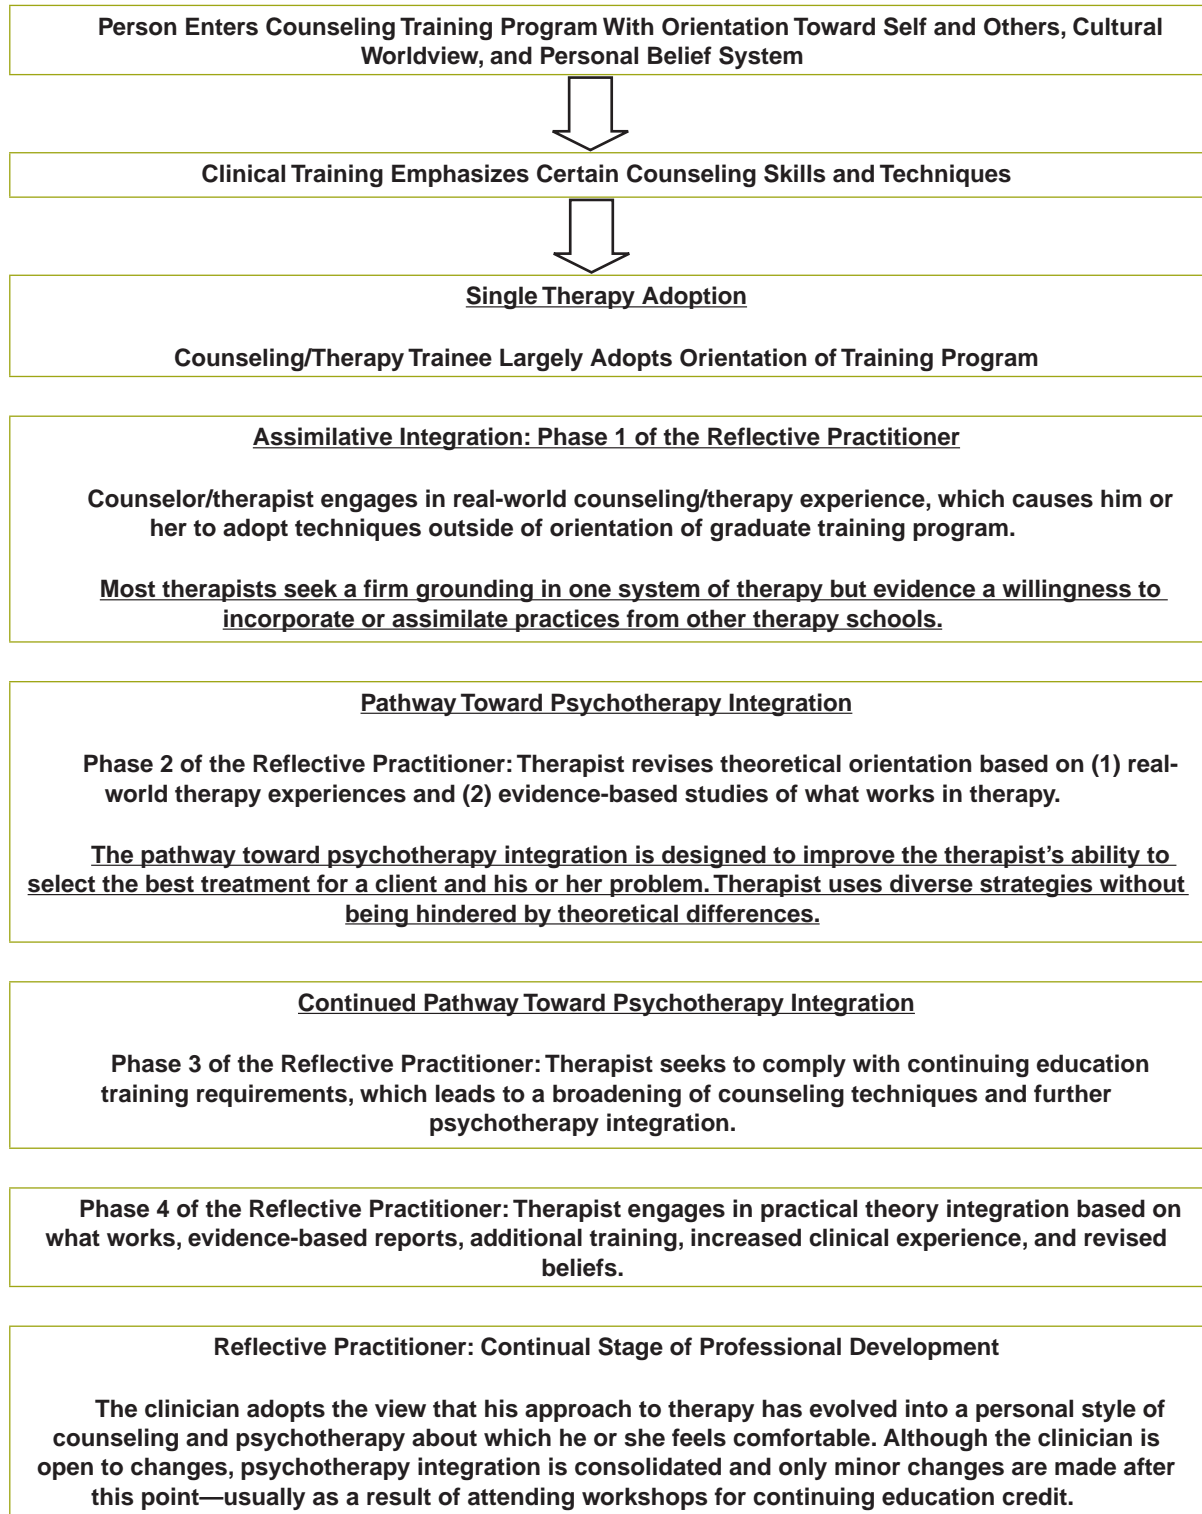 Person Enters Counseling Training Program With Orientation Toward Self and Others, Cultural
Worldview, and Personal Belief System
Clinical Training Emphasizes Certain Counseling Skills and Techniques
Single Therapy Adoption
Counseling/Therapy Trainee Largely Adopts Orientation of Training Program
Assimilative Integration: Phase 1 of the Reflective Practitioner
Counselor/therapist engages in real-world counseling/therapy experience, which causes him or
her to adopt techniques outside of orientation of graduate training program.
Most therapists seek a firm grounding in one system of therapy but evidence a willingness to
incorporate or assimilate practices from other therapy schools.
Pathway Toward Psychotherapy Integration
Phase 2 of the Reflective Practitioner: Therapist revises theoretical orientation based on (1) real-
world therapy experiences and (2) evidence-based studies of what works in therapy.
The pathway toward psychotherapy integration is designed to improve the therapist’s ability to
select the best treatment for a client and his or her problem. Therapist uses diverse strategies without
being hindered by theoretical differences.
Continued Pathway Toward Psychotherapy Integration
Phase 3 of the Reflective Practitioner: Therapist seeks to comply with continuing education
training requirements, which leads to a broadening of counseling techniques and further
psychotherapy integration.
Phase 4 of the Reflective Practitioner: Therapist engages in practical theory integration based on
what works, evidence-based reports, additional training, increased clinical experience, and revised
beliefs.
Reflective Practitioner: Continual Stage of Professional Development
The clinician adopts the view that his approach to therapy has evolved into a personal style of
counseling and psychotherapy about which he or she feels comfortable. Although the clinician is
open to changes, psychotherapy integration is consolidated and only minor changes are made after
this point—usually as a result of attending workshops for continuing education credit.